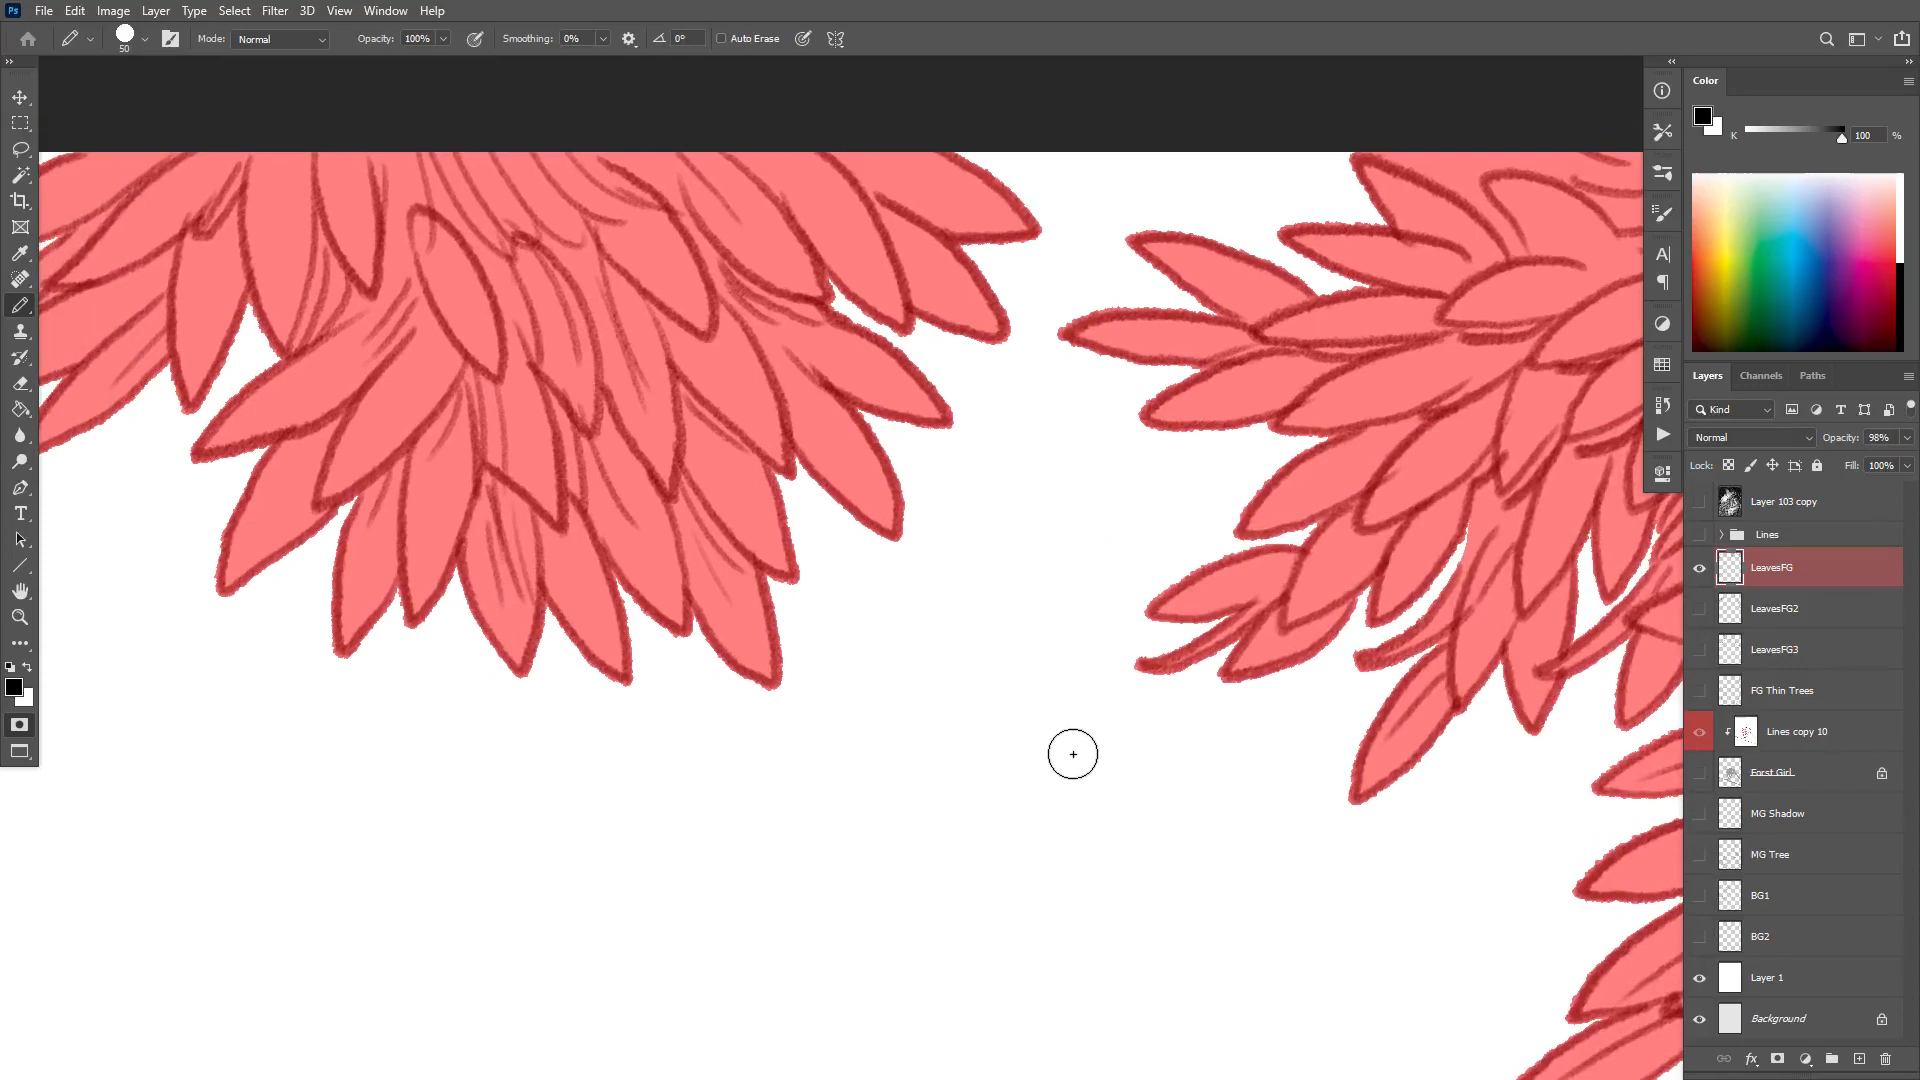 Ps File Edit Image Layer Type Select Filter 3D View Window Help
50 Mode: Normal Opacity: 100% Smoothing: 0% 0° Auto Erase
Color
K 100 %
Layers Channels Paths
Kind
Normal Opacity: 98%
Lock: Fill: 100%
Layer 103 copy
Lines
LeavesFG
LeavesFG2
LeavesFG3
FG Thin Trees
Lines copy 10
Forst Girl
MG Shadow
MG Tree
BG1
BG2
Layer 1
Background